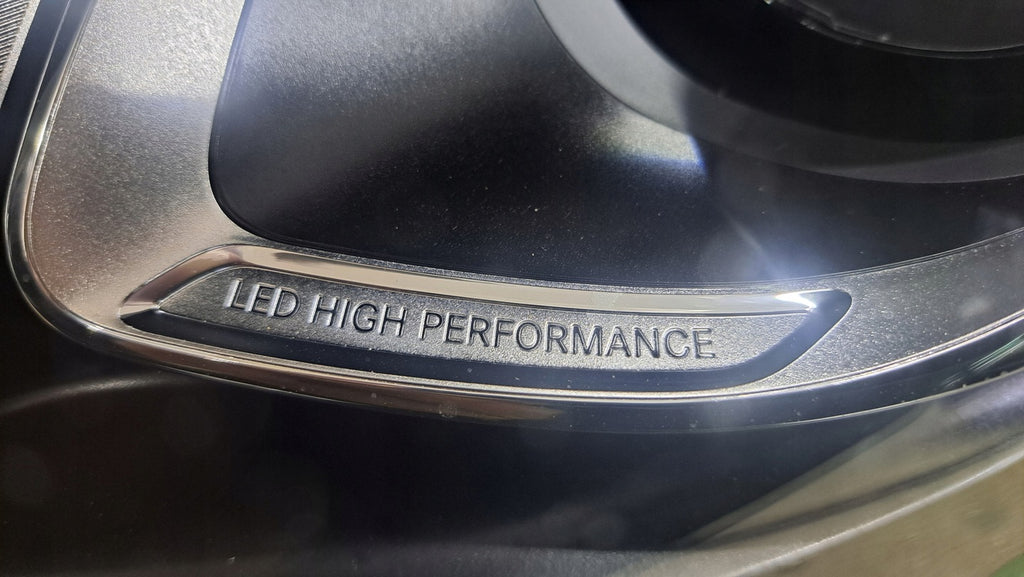 LED HIGH PERFORMANCE